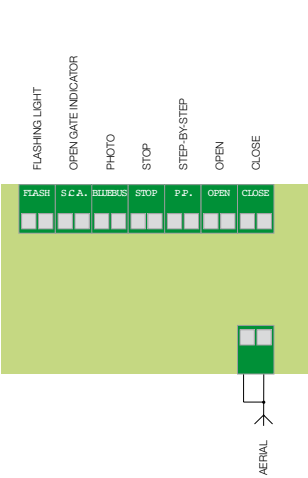 FLASHING LIGHT
OPEN GATE INDICATOR
PHOTO
STOP
STEP-BY-STEP
OPEN
CLOSE
FLASH
S.C.A.
BLUEBUS
STOP
P.P.
OPEN
CLOSE
AERIAL